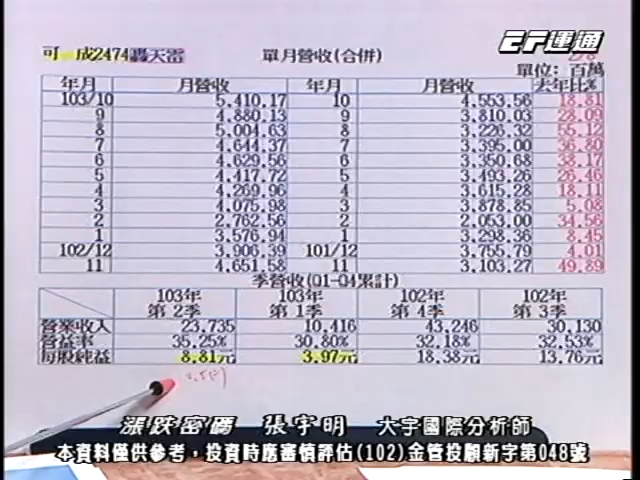 EF運通
可 成2474轟天雷 單月營收(合併)
單位: 百萬
年月 月營收 年月 月營收 去年比%
103/10 5,410.17 10 4,553.56 18.81
9 4,880.13 9 3,810.03 28.09
8 5,004.63 8 3,226.32 55.12
7 4,644.37 7 3,395.00 36.80
6 4,629.56 6 3,350.68 38.17
5 4,417.72 5 3,493.26 26.46
4 4,269.96 4 3,615.28 18.11
3 4,075.98 3 3,878.85 5.08
2 2,762.56 2 2,053.00 34.56
1 3,576.94 1 3,298.36 8.45
102/12 3,906.39 101/12 3,755.79 4.01
11 4,651.58 11 3,103.27 49.89
季營收(Q1-Q4累計)
103年 103年 102年 102年
第 2季 第 1季 第 4季 第 3季
營業收入 23,735 10,416 43,246 30,130
營益率 35.25% 30.80% 32.18% 32.53%
每股純益 8.81元 3.97元 18.38元 13.76元
漲跌密碼 張宇明 大宇國際分析師
本資料僅供參考，投資時應審慎評估(102)金管投顧新字第048號